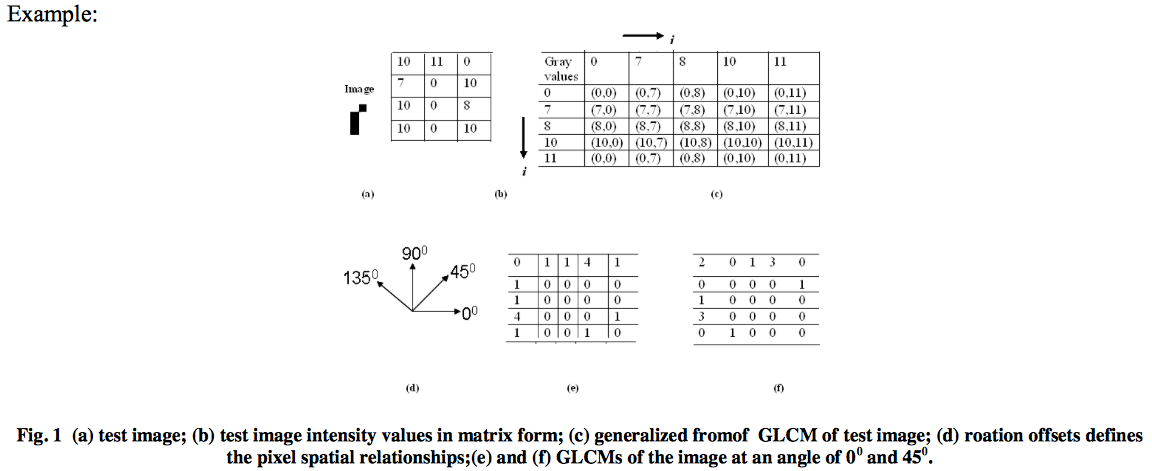 Example:
Image
10 11 0
7 0 10
10 0 8
10 0 10
i
Gray values 0 7 8 10 11
0 (0,0) (0,7) (0,8) (0,10) (0,11)
7 (7,0) (7,7) (7,8) (7,10) (7,11)
8 (8,0) (8,7) (8,8) (8,10) (8,11)
10 (10,0) (10,7) (10,8) (10,10) (10,11)
11 (0,0) (0,7) (0,8) (0,10) (0,11)
i
(a) (b) (c)
90⁰
135⁰ 45⁰
0⁰
0 1 1 4 1
1 0 0 0 0
1 0 0 0 0
4 0 0 0 1
1 0 0 1 0
2 0 1 3 0
0 0 0 0 1
1 0 0 0 0
3 0 0 0 0
0 1 0 0 0
(d) (e) (f)
Fig. 1 (a) test image; (b) test image intensity values in matrix form; (c) generalized fromof GLCM of test image; (d) roation offsets defines
the pixel spatial relationships;(e) and (f) GLCMs of the image at an angle of 0⁰ and 45⁰.